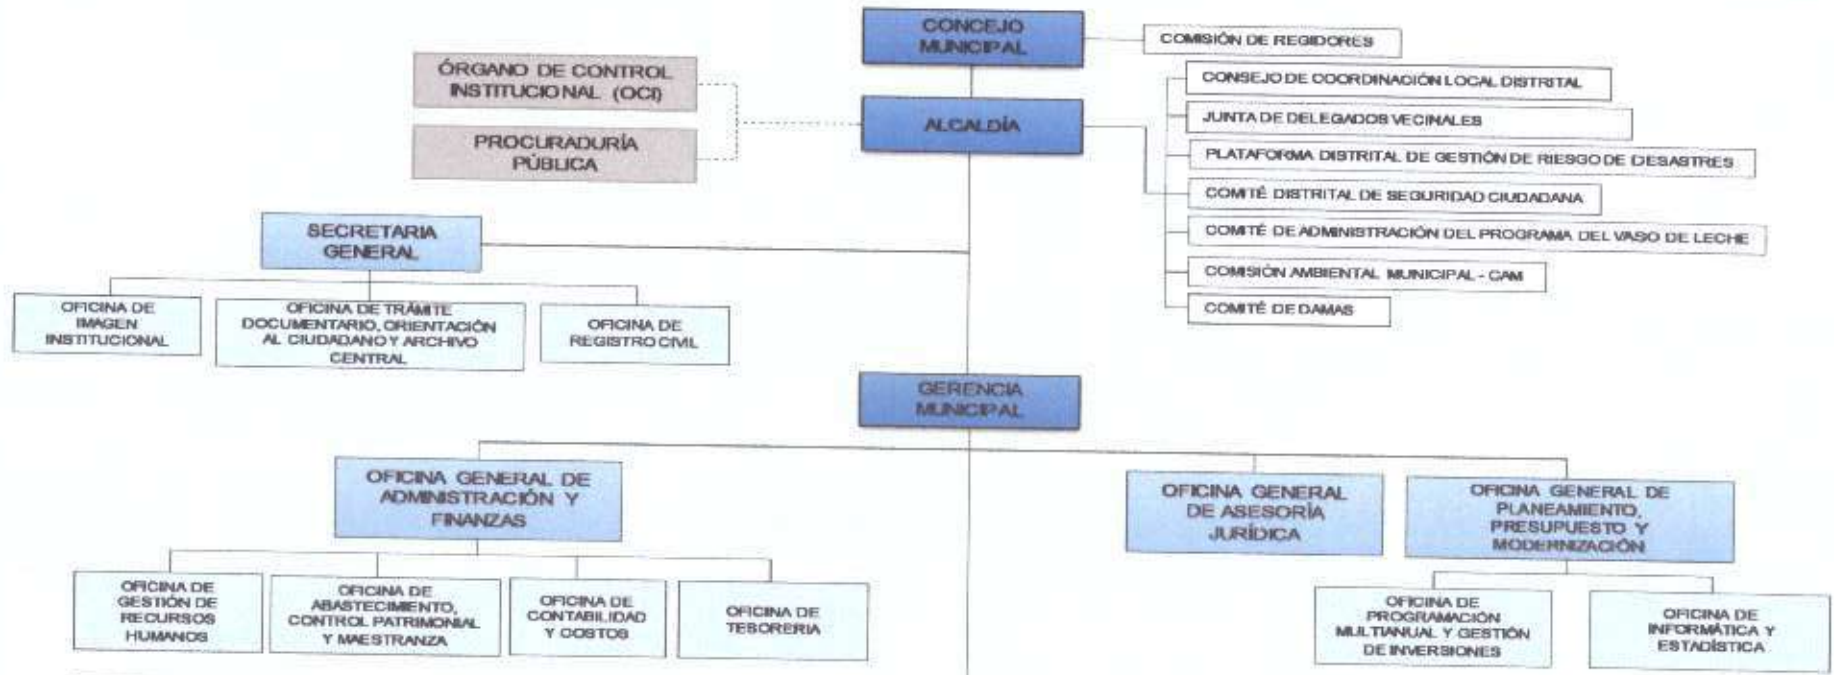 CONCEJO
MUNICIPAL
COMISIÓN DE REGIDORES
ÓRGANO DE CONTROL
INSTITUCIONAL (OCI)
PROCURADURÍA
PÚBLICA
ALCALDÍA
CONSEJO DE COORDINACIÓN LOCAL DISTRITAL
JUNTA DE DELEGADOS VECINALES
PLATAFORMA DISTRITAL DE GESTIÓN DE RIESGO DE DESASTRES
COMITÉ DISTRITAL DE SEGURIDAD CIUDADANA
COMITÉ DE ADMINISTRACIÓN DEL PROGRAMA DEL VASO DE LECHE
COMISIÓN AMBIENTAL MUNICIPAL - CAM
COMITÉ DE DAMAS
SECRETARIA
GENERAL
OFICINA DE
IMAGEN
INSTITUCIONAL
OFICINA DE TRÁMITE
DOCUMENTARIO, ORIENTACIÓN
AL CIUDADANO Y ARCHIVO
CENTRAL
OFICINA DE
REGISTRO CIVIL
GERENCIA
MUNICIPAL
OFICINA GENERAL DE
ADMINISTRACIÓN Y
FINANZAS
OFICINA GENERAL
DE ASESORÍA
JURÍDICA
OFICINA GENERAL DE
PLANEAMIENTO,
PRESUPUESTO Y
MODERNIZACIÓN
OFICINA DE
GESTIÓN DE
RECURSOS
HUMANOS
OFICINA DE
ABASTECIMIENTO,
CONTROL PATRIMONIAL
Y MAESTRANZA
OFICINA DE
CONTABILIDAD
Y COSTOS
OFICINA DE
TESORERIA
OFICINA DE
PROGRAMACIÓN
MULTIANUAL Y GESTIÓN
DE INVERSIONES
OFICINA DE
INFORMÁTICA Y
ESTADÍSTICA